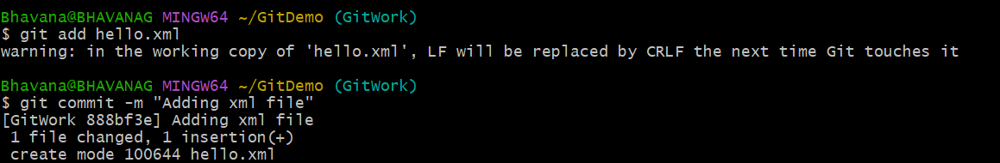 Bhavana@BHAVANAG MINGW64 ~/GitDemo (GitWork)
$ git add hello.xml
warning: in the working copy of 'hello.xml', LF will be replaced by CRLF the next time Git touches it
Bhavana@BHAVANAG MINGW64 ~/GitDemo (GitWork)
$ git commit -m "Adding xml file"
[GitWork 888bf3e] Adding xml file
1 file changed, 1 insertion(+)
create mode 100644 hello.xml